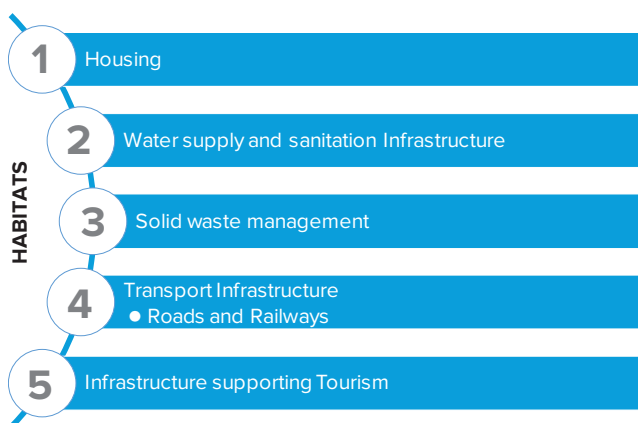 HABITATS
1
Housing
2
Water supply and sanitation Infrastructure
3
Solid waste management
4
Transport Infrastructure
● Roads and Railways
5
Infrastructure supporting Tourism